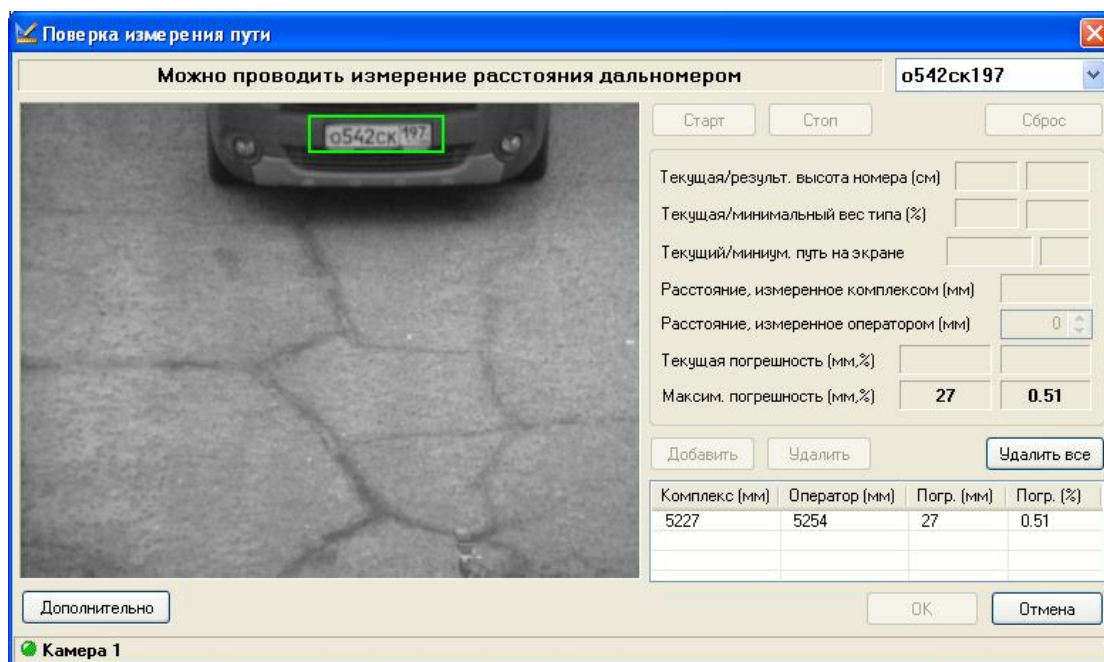 Поверка измерения пути
Можно проводить измерение расстояния дальномером
о542ск197
о542ск 197
Старт Стоп Сброс
Текущая/результ. высота номера (см)
Текущая/минимальный вес типа (%)
Текущий/миниум. путь на экране
Расстояние, измеренное комплексом (мм)
Расстояние, измеренное оператором (мм) 0
Текущая погрешность (мм,%)
Максим. погрешность (мм,%) 27 0.51
Добавить Удалить Удалить все
Комплекс (мм) Оператор (мм) Погр. (мм) Погр. (%)
5227 5254 27 0.51
Дополнительно OK Отмена
Камера 1